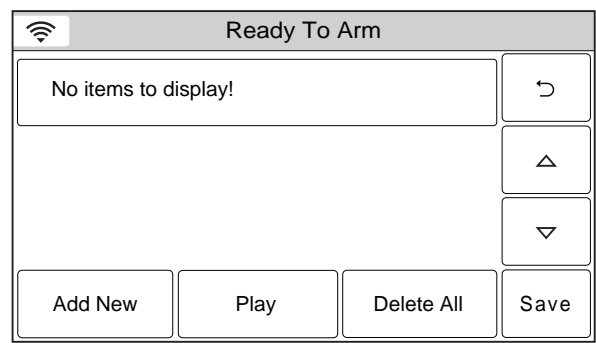 Ready To Arm
No items to display!
Add New
Play
Delete All
Save